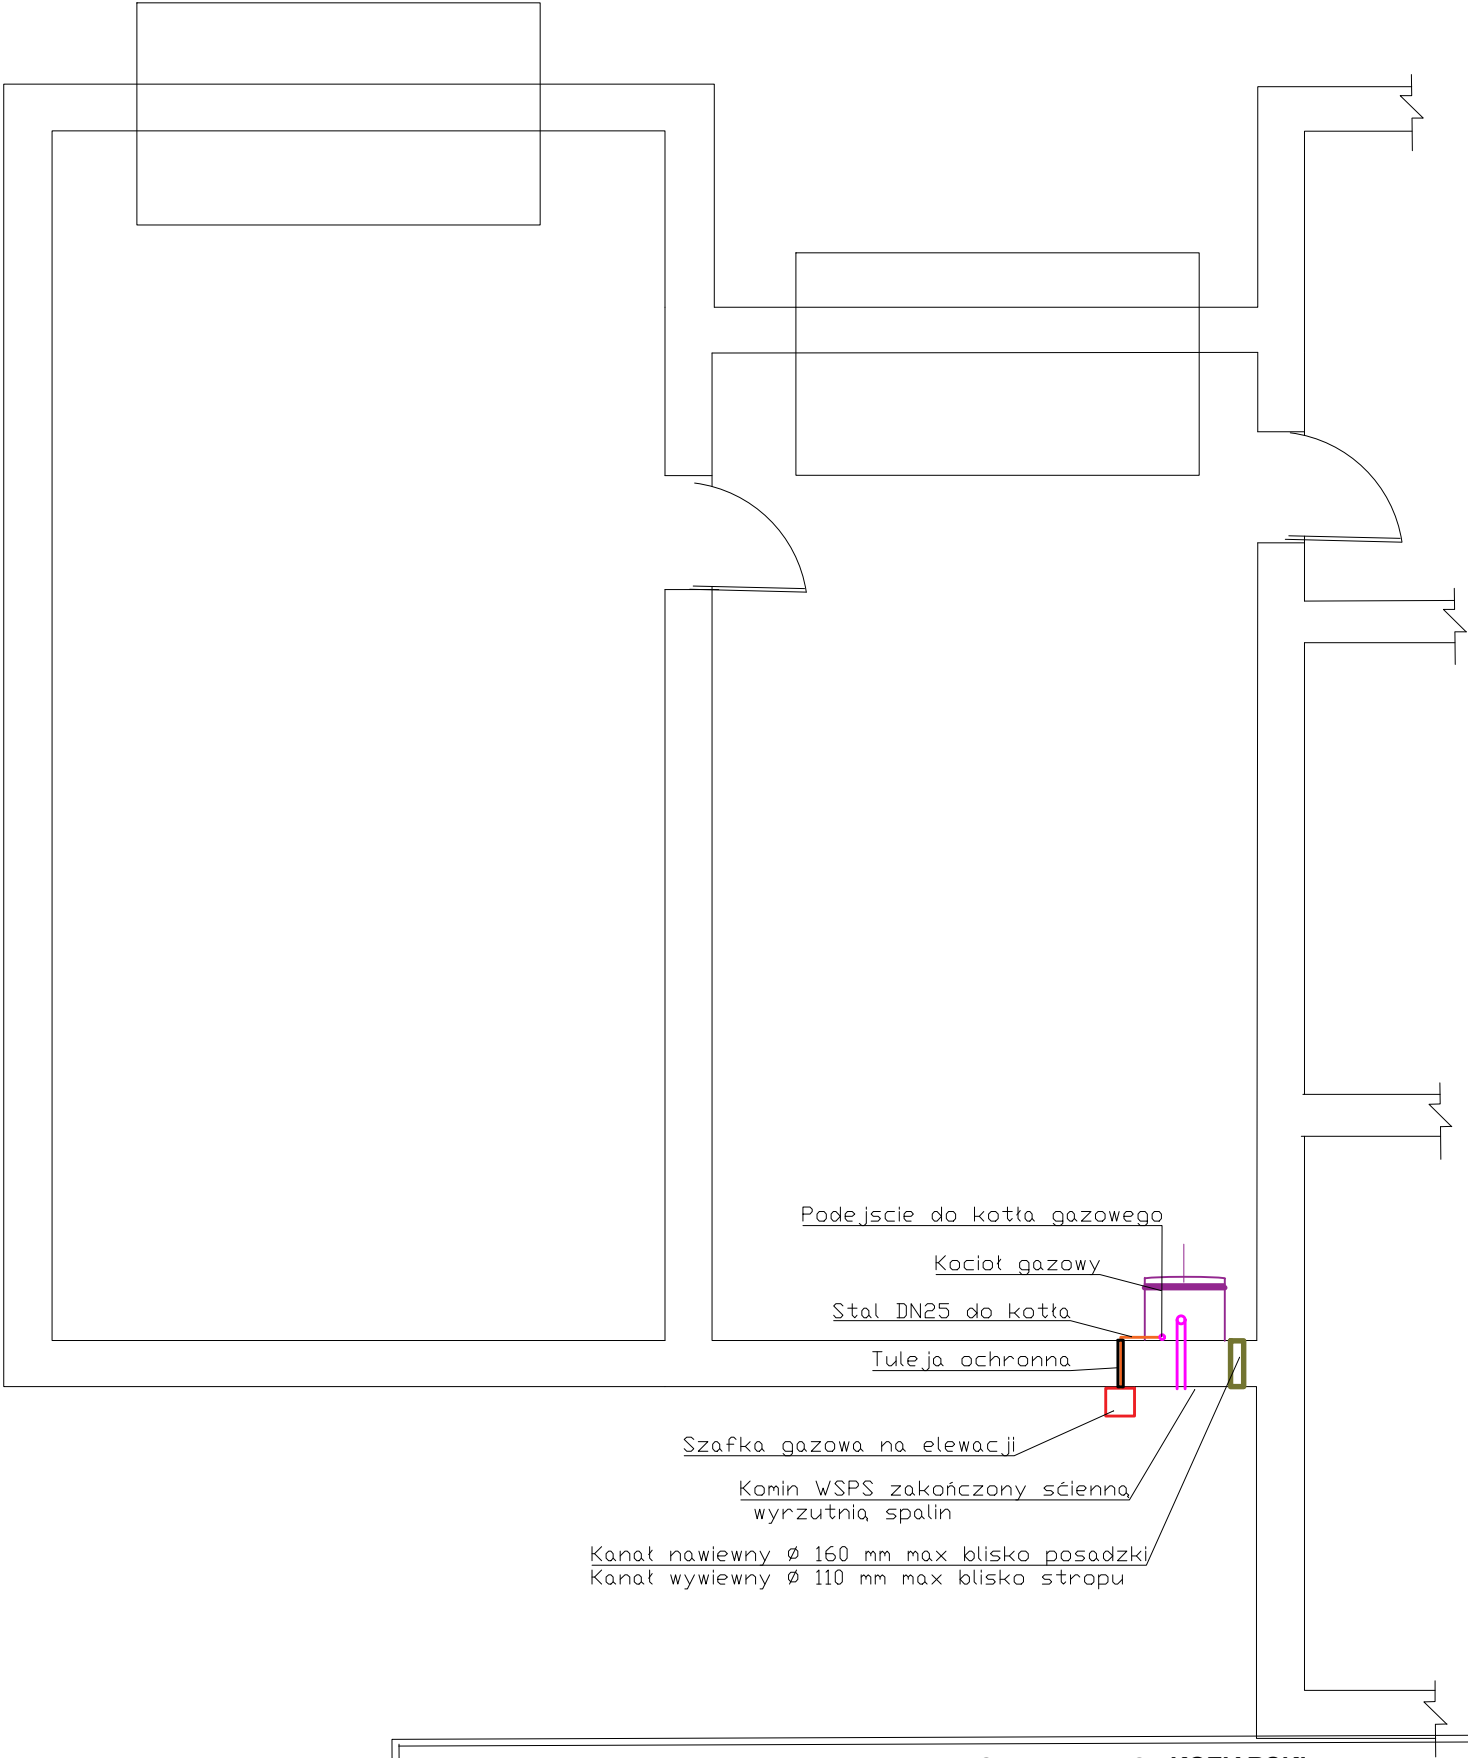 Podejscie do kotła gazowego
Kocioł gazowy
Stal DN25 do kotła
Tuleja ochronna
Szafka gazowa na elewacji
Komin WSPS zakończony sćienną
wyrzutnią spalin
Kanał nawiewny Ø 160 mm max blisko posadzki
Kanał wywiewny Ø 110 mm max blisko stropu